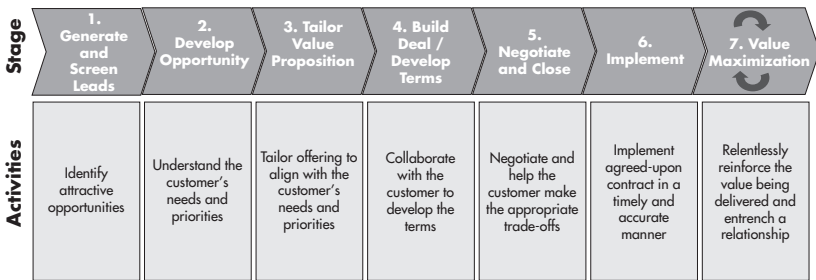 Stage
1.
Generate
and
Screen
Leads
2.
Develop
Opportunity
3. Tailor
Value
Proposition
4. Build
Deal /
Develop
Terms
5.
Negotiate
and Close
6.
Implement
7. Value
Maximization
Activities
Identify
attractive
opportunities
Understand the
customer's
needs and
priorities
Tailor offering to
align with the
customer's
needs and
priorities
Collaborate
with the
customer to
develop the
terms
Negotiate and
help the
customer make
the appropriate
trade-offs
Implement
agreed-upon
contract in a
timely and
accurate
manner
Relentlessly
reinforce the
value being
delivered and
entrench a
relationship